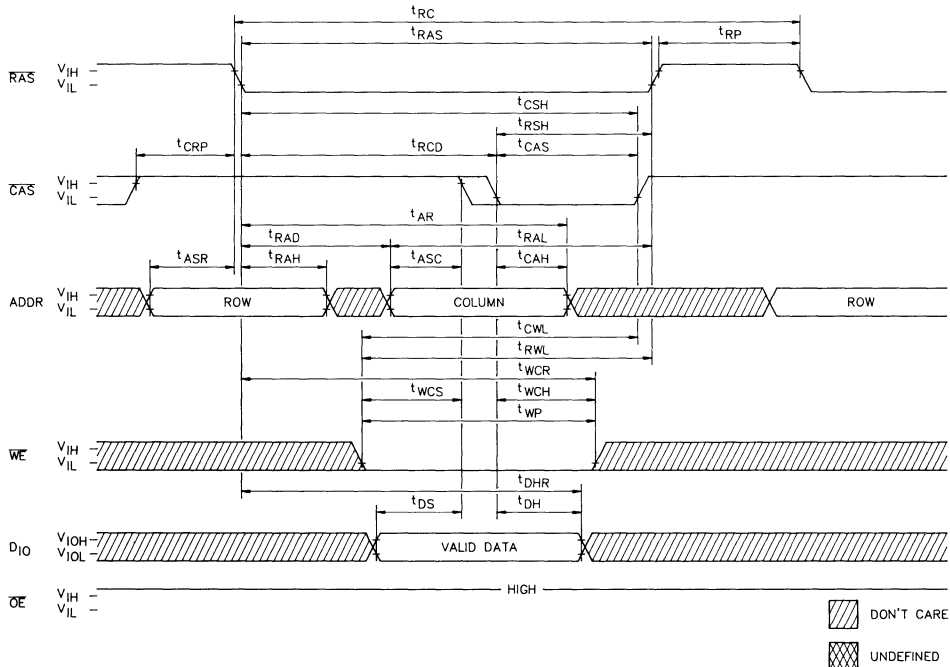 tRC
tRAS
tRP
RAS VIH
VIL
tCSH
tRSH
tCRP tRCD tCAS
CAS VIH
VIL
tAR
tRAD tRAL
tASR tRAH tASC tCAH
ADDR VIH
VIL
ROW COLUMN ROW
tCWL
tRWL
tWCR
tWCS tWCH
tWP
WE VIH
VIL
tDHR
tDS tDH
DIO VIOH
VIOL
VALID DATA
OE VIH
VIL
HIGH
DON'T CARE
UNDEFINED